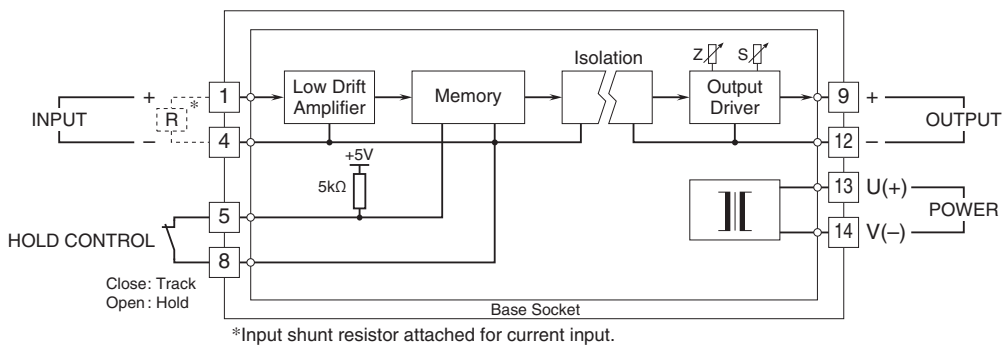 Isolation
Z S
Low Drift
Amplifier
Memory
Output
Driver
INPUT
+
–
*
R
1
4
9
+
12
–
OUTPUT
+5V
5kΩ
13
U(+)
14
V(–)
POWER
HOLD CONTROL
5
8
Close: Track
Open: Hold
Base Socket
*Input shunt resistor attached for current input.